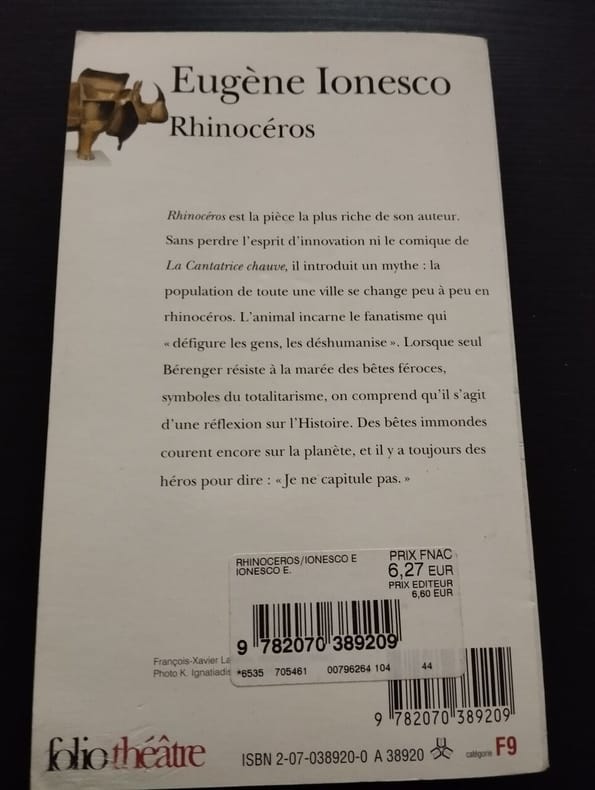 Eugène Ionesco
Rhinocéros
Rhinocéros est la pièce la plus riche de son auteur.
Sans perdre l'esprit d'innovation ni le comique de
La Cantatrice chauve, il introduit un mythe : la
population de toute une ville se change peu à peu en
rhinocéros. L'animal incarne le fanatisme qui
« défigure les gens, les déshumanise ». Lorsque seul
Bérenger résiste à la marée des bêtes féroces,
symboles du totalitarisme, on comprend qu'il s'agit
d'une réflexion sur l'Histoire. Des bêtes immondes
courent encore sur la planète, et il y a toujours des
héros pour dire : « Je ne capitule pas. »
RHINOCEROS/IONESCO E
IONESCO E.
PRIX FNAC
6,27 EUR
PRIX EDITEUR
6,60 EUR
9 782070 389209
*6535 705461 00796264 104 44
François-Xavier
Photo K. Ignatiadis
9 782070 389209
foliothéâtre
ISBN 2-07-038920-0 A 38920
catégorie F9